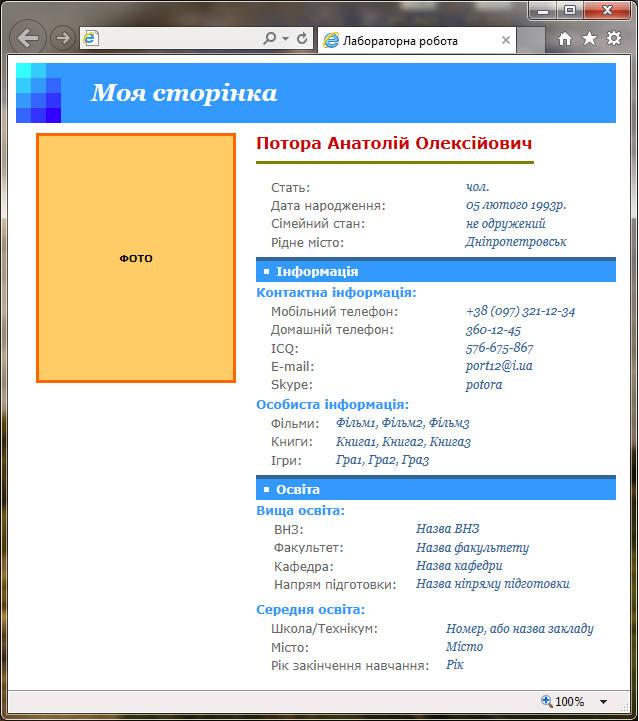 Лабораторна робота
Моя сторінка
ФОТО
Потора Анатолій Олексійович
Стать: чол.
Дата народження: 05 лютого 1993р.
Сімейний стан: не одружений
Рідне місто: Дніпропетровськ
Інформація
Контактна інформація:
Мобільний телефон: +38 (097) 321-12-34
Домашній телефон: 360-12-45
ICQ: 576-675-867
E-mail: port12@i.ua
Skype: potora
Особиста інформація:
Фільми: Фільм1, Фільм2, Фільм3
Книги: Книга1, Книга2, Книга3
Ігри: Гра1, Гра2, Гра3
Освіта
Вища освіта:
ВНЗ: Назва ВНЗ
Факультет: Назва факультету
Кафедра: Назва кафедри
Напрям підготовки: Назва ніпряму підготовки
Середня освіта:
Школа/Технікум: Номер, або назва закладу
Місто: Місто
Рік закінчення навчання: Рік
100%